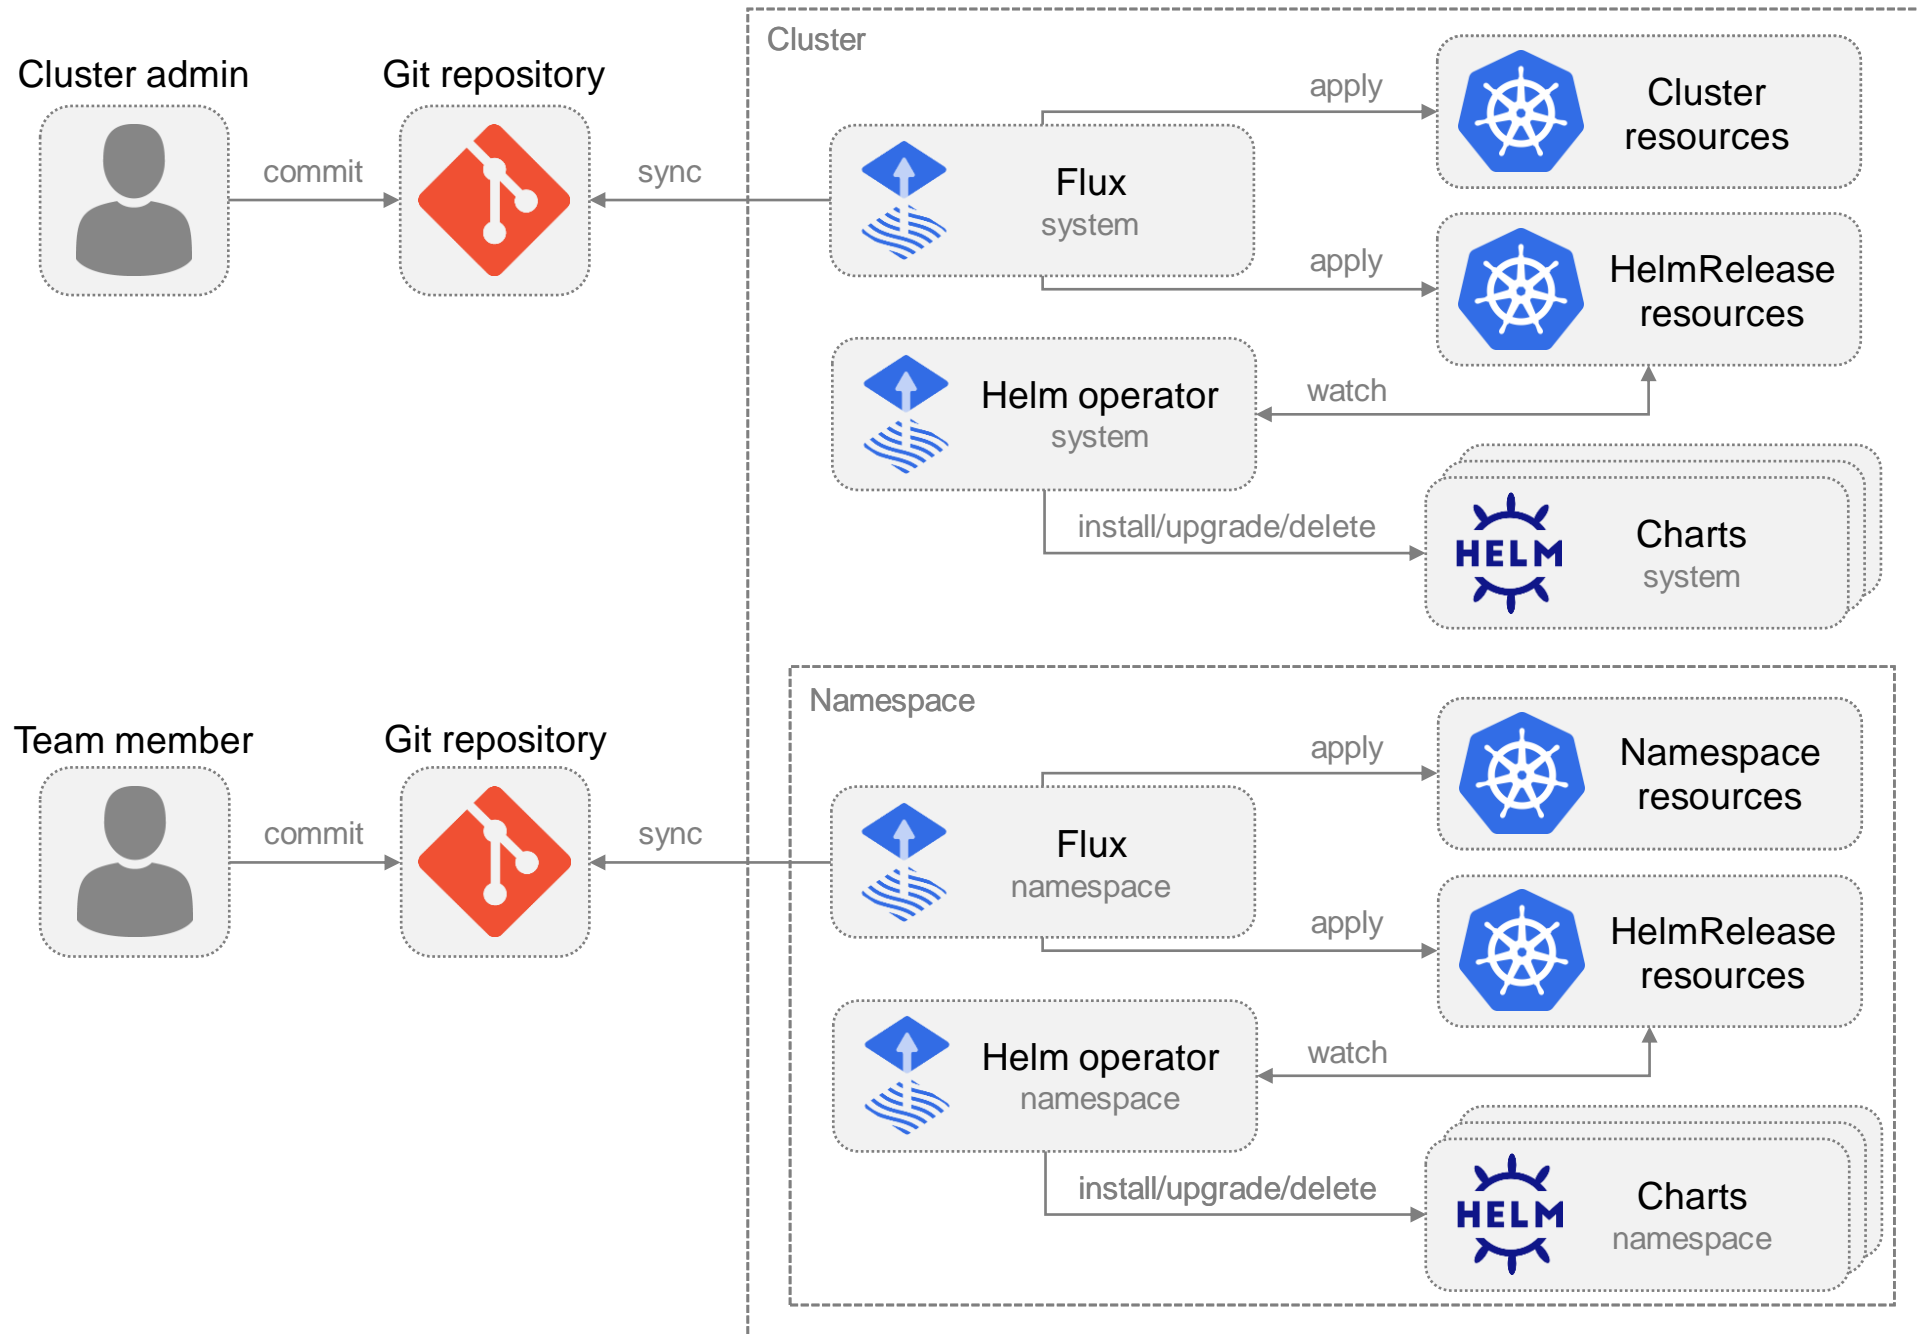 Cluster
Cluster admin
Git repository
commit
sync
Flux
system
apply
Cluster
resources
apply
HelmRelease
resources
Helm operator
system
watch
install/upgrade/delete
HELM
Charts
system
Namespace
Team member
Git repository
commit
sync
Flux
namespace
apply
Namespace
resources
apply
HelmRelease
resources
Helm operator
namespace
watch
install/upgrade/delete
HELM
Charts
namespace